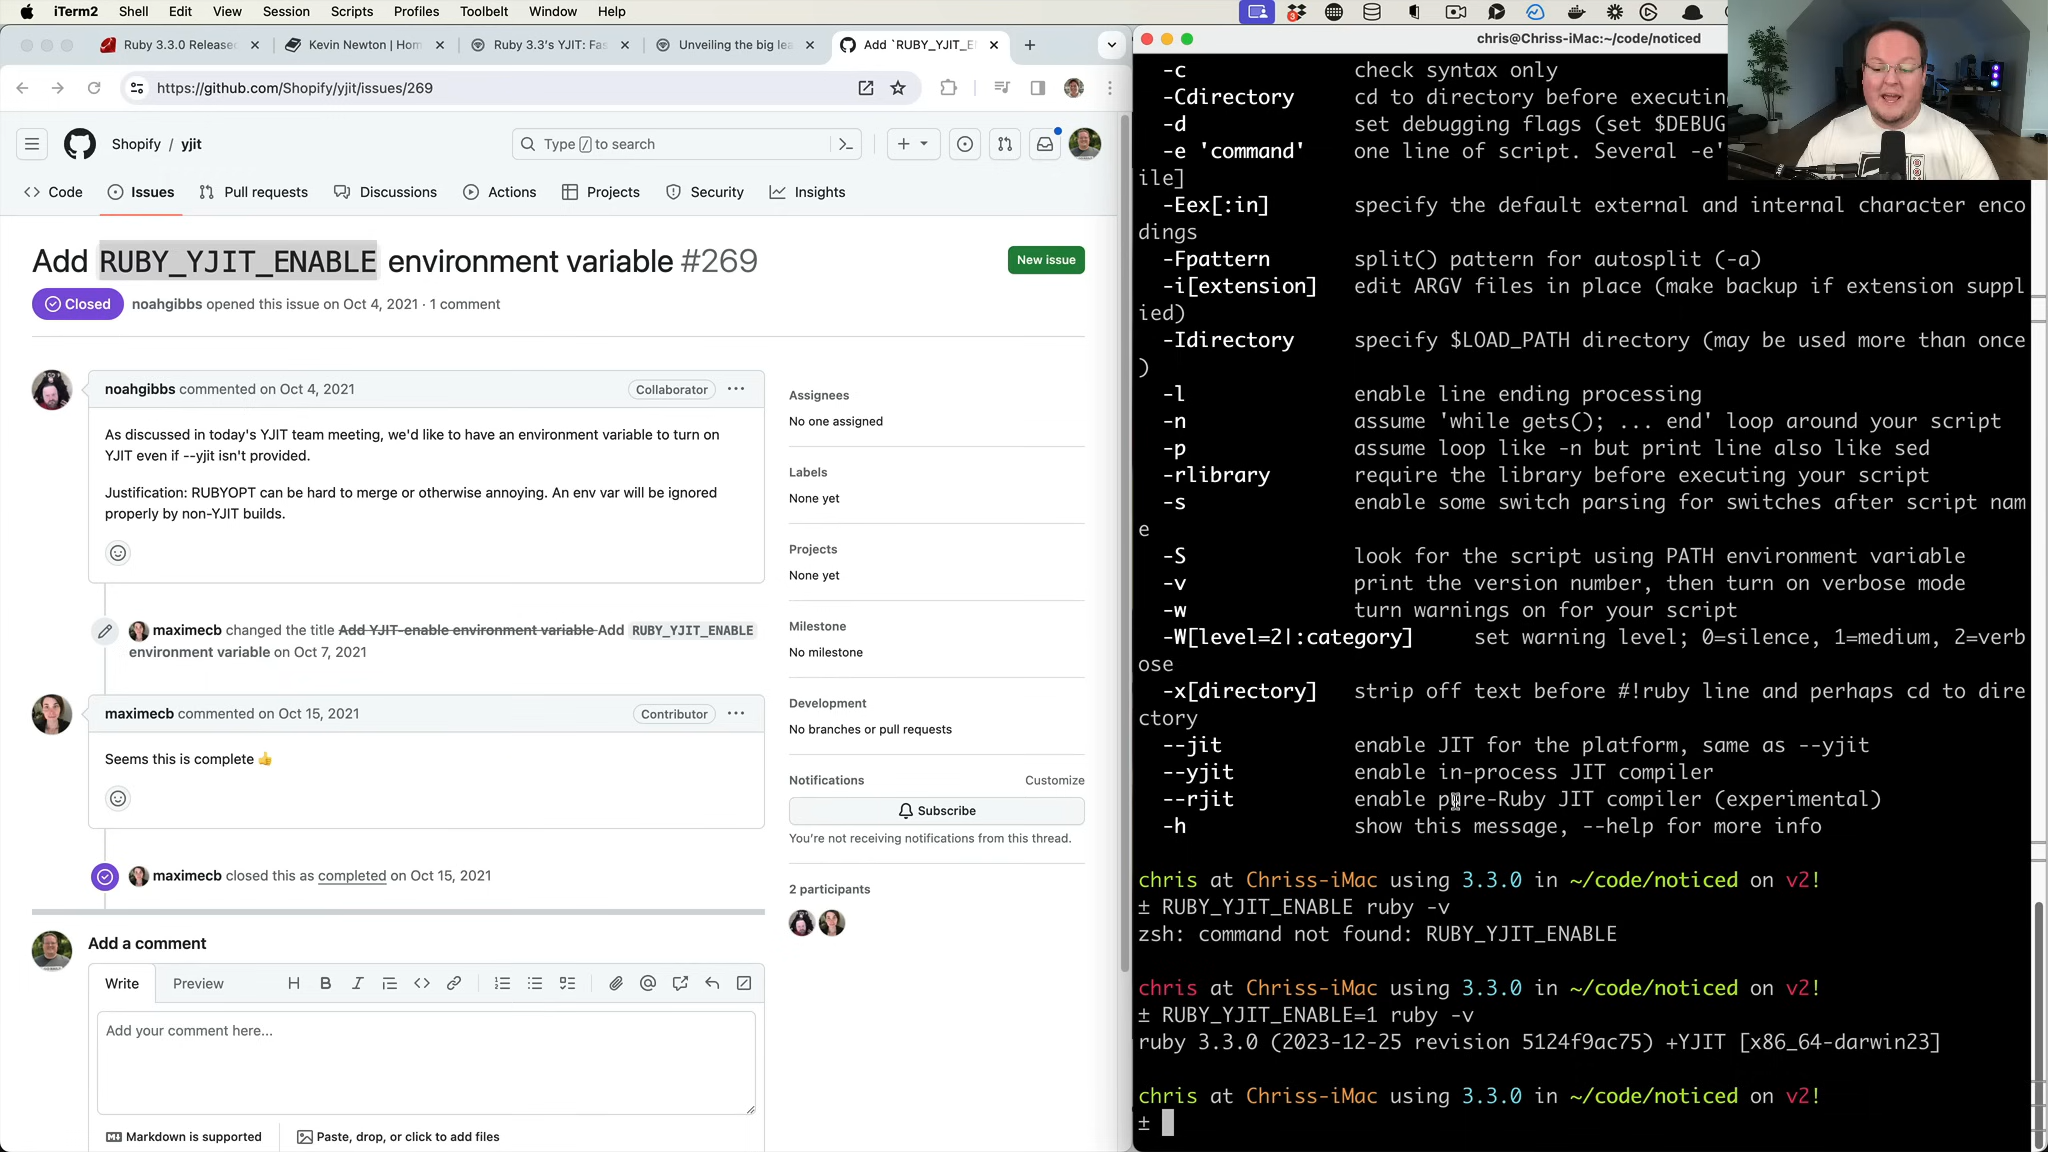 iTerm2 Shell Edit View Session Scripts Profiles Toolbelt Window Help
Ruby 3.3.0 Release
Kevin Newton | Hom
Ruby 3.3's YJIT: Fas
Unveiling the big lea
Add `RUBY_YJIT_E
https://github.com/Shopify/yjit/issues/269
Shopify / yjit
Type / to search
Code Issues Pull requests Discussions Actions Projects Security Insights
Add RUBY_YJIT_ENABLE environment variable #269
New issue
Closed noahgibbs opened this issue on Oct 4, 2021 · 1 comment
noahgibbs commented on Oct 4, 2021 Collaborator
As discussed in today's YJIT team meeting, we'd like to have an environment variable to turn on
YJIT even if --yjit isn't provided.
Justification: RUBYOPT can be hard to merge or otherwise annoying. An env var will be ignored
properly by non-YJIT builds.
maximecb changed the title Add YJIT-enable environment variable Add RUBY_YJIT_ENABLE
environment variable on Oct 7, 2021
maximecb commented on Oct 15, 2021 Contributor
Seems this is complete 👍
maximecb closed this as completed on Oct 15, 2021
Add a comment
Write Preview
Add your comment here...
Markdown is supported
Paste, drop, or click to add files
Assignees
No one assigned
Labels
None yet
Projects
None yet
Milestone
No milestone
Development
No branches or pull requests
Notifications Customize
Subscribe
You're not receiving notifications from this thread.
2 participants
chris@Chriss-iMac:~/code/noticed
-c check syntax only
-Cdirectory cd to directory before executin
-d set debugging flags (set $DEBUG
-e 'command' one line of script. Several -e'
ile]
-Eex[:in] specify the default external and internal character enco
dings
-Fpattern split() pattern for autosplit (-a)
-i[extension] edit ARGV files in place (make backup if extension suppl
ied)
-Idirectory specify $LOAD_PATH directory (may be used more than once
)
-l enable line ending processing
-n assume 'while gets(); ... end' loop around your script
-p assume loop like -n but print line also like sed
-rlibrary require the library before executing your script
-s enable some switch parsing for switches after script nam
e
-S look for the script using PATH environment variable
-v print the version number, then turn on verbose mode
-w turn warnings on for your script
-W[level=2|:category] set warning level; 0=silence, 1=medium, 2=verb
ose
-x[directory] strip off text before #!ruby line and perhaps cd to dire
ctory
--jit enable JIT for the platform, same as --yjit
--yjit enable in-process JIT compiler
--rjit enable pure-Ruby JIT compiler (experimental)
-h show this message, --help for more info
chris at Chriss-iMac using 3.3.0 in ~/code/noticed on v2!
± RUBY_YJIT_ENABLE ruby -v
zsh: command not found: RUBY_YJIT_ENABLE
chris at Chriss-iMac using 3.3.0 in ~/code/noticed on v2!
± RUBY_YJIT_ENABLE=1 ruby -v
ruby 3.3.0 (2023-12-25 revision 5124f9ac75) +YJIT [x86_64-darwin23]
chris at Chriss-iMac using 3.3.0 in ~/code/noticed on v2!
±